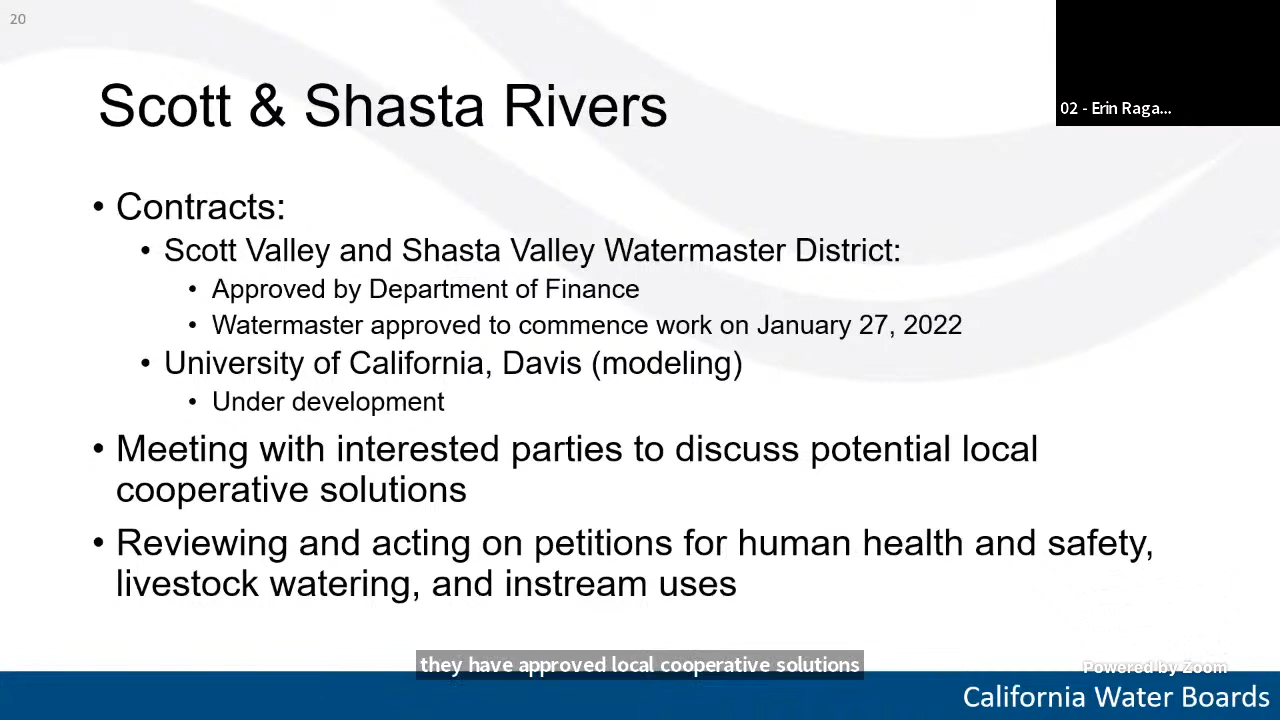 20
02 - Erin Raga...
Scott & Shasta Rivers
• Contracts:
• Scott Valley and Shasta Valley Watermaster District:
• Approved by Department of Finance
• Watermaster approved to commence work on January 27, 2022
• University of California, Davis (modeling)
• Under development
• Meeting with interested parties to discuss potential local
cooperative solutions
• Reviewing and acting on petitions for human health and safety,
livestock watering, and instream uses
they have approved local cooperative solutions
Powered by Zoom
California Water Boards